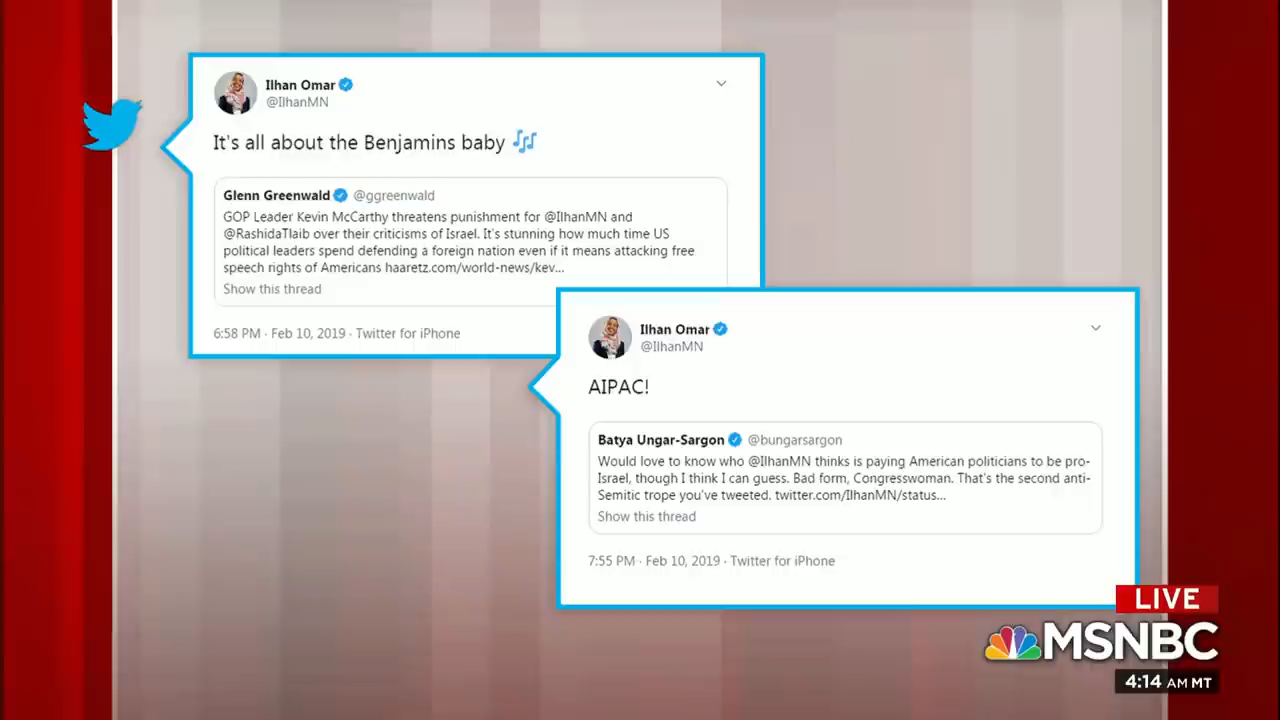 Ilhan Omar
@IlhanMN
It's all about the Benjamins baby 🎶
Glenn Greenwald @ggreenwald
GOP Leader Kevin McCarthy threatens punishment for @IlhanMN and
@RashidaTlaib over their criticisms of Israel. It's stunning how much time US
political leaders spend defending a foreign nation even if it means attacking free
speech rights of Americans haaretz.com/world-news/kev...
Show this thread
6:58 PM · Feb 10, 2019 · Twitter for iPhone
Ilhan Omar
@IlhanMN
AIPAC!
Batya Ungar-Sargon @bungarsargon
Would love to know who @IlhanMN thinks is paying American politicians to be pro-
Israel, though I think I can guess. Bad form, Congresswoman. That's the second anti-
Semitic trope you've tweeted. twitter.com/IlhanMN/status...
Show this thread
7:55 PM · Feb 10, 2019 · Twitter for iPhone
LIVE
MSNBC
4:14 AM MT